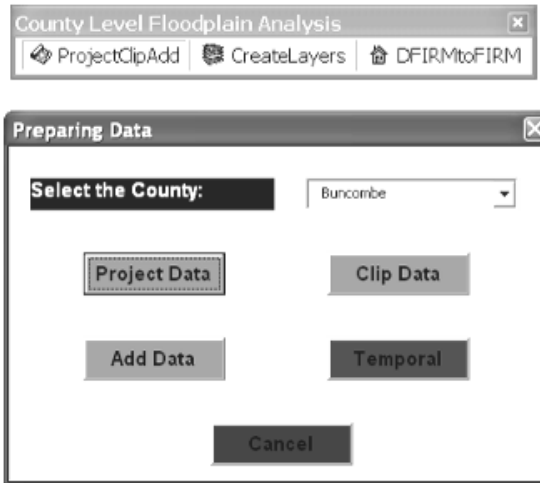 County Level Floodplain Analysis
ProjectClipAdd CreateLayers DFIRMtoFIRM
Preparing Data
Select the County: Buncombe
Project Data Clip Data
Add Data Temporal
Cancel